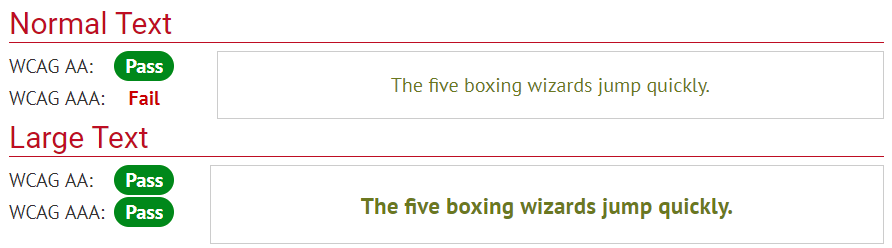 Normal Text
WCAG AA: Pass
The five boxing wizards jump quickly.
WCAG AAA: Fail
Large Text
WCAG AA: Pass
The five boxing wizards jump quickly.
WCAG AAA: Pass